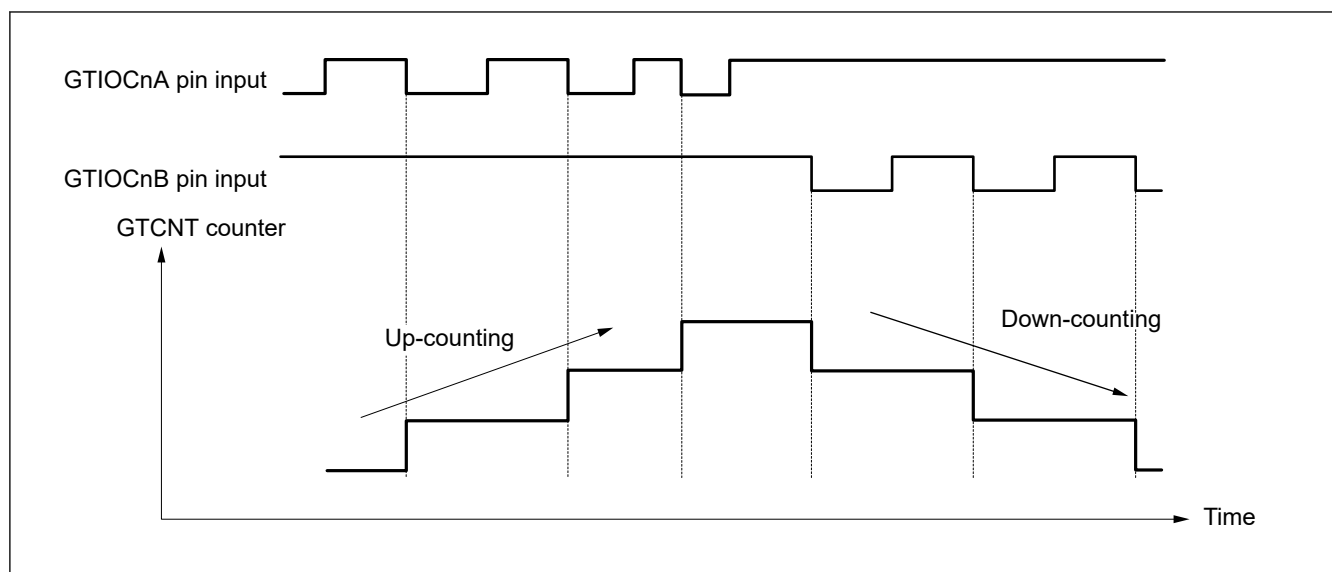 GTIOCnA pin input
GTIOCnB pin input
GTCNT counter
Up-counting
Down-counting
Time